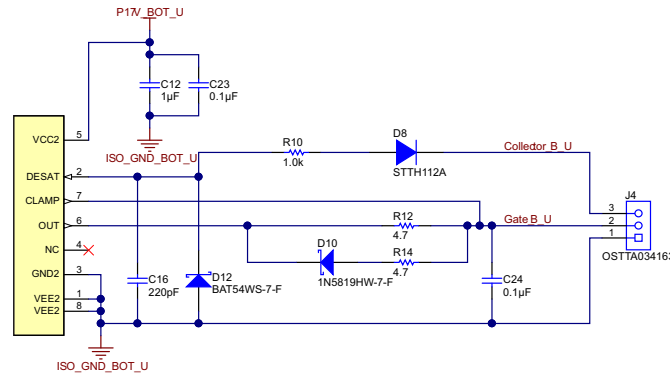 P17V_BOT_U
C12
1µF
C23
0.1µF
ISO_GND_BOT_U
VCC2
5
DESAT
2
CLAMP
7
OUT
6
NC
4
GND2
3
VEE2
1
VEE2
8
R10
1.0k
D8
STTH112A
Collector_B_U
J4
3
2
1
OSTTA034163
Gate_B_U
R12
4.7
D10
1N5819HW-7-F
R14
4.7
C16
220pF
D12
BAT54WS-7-F
C24
0.1µF
ISO_GND_BOT_U